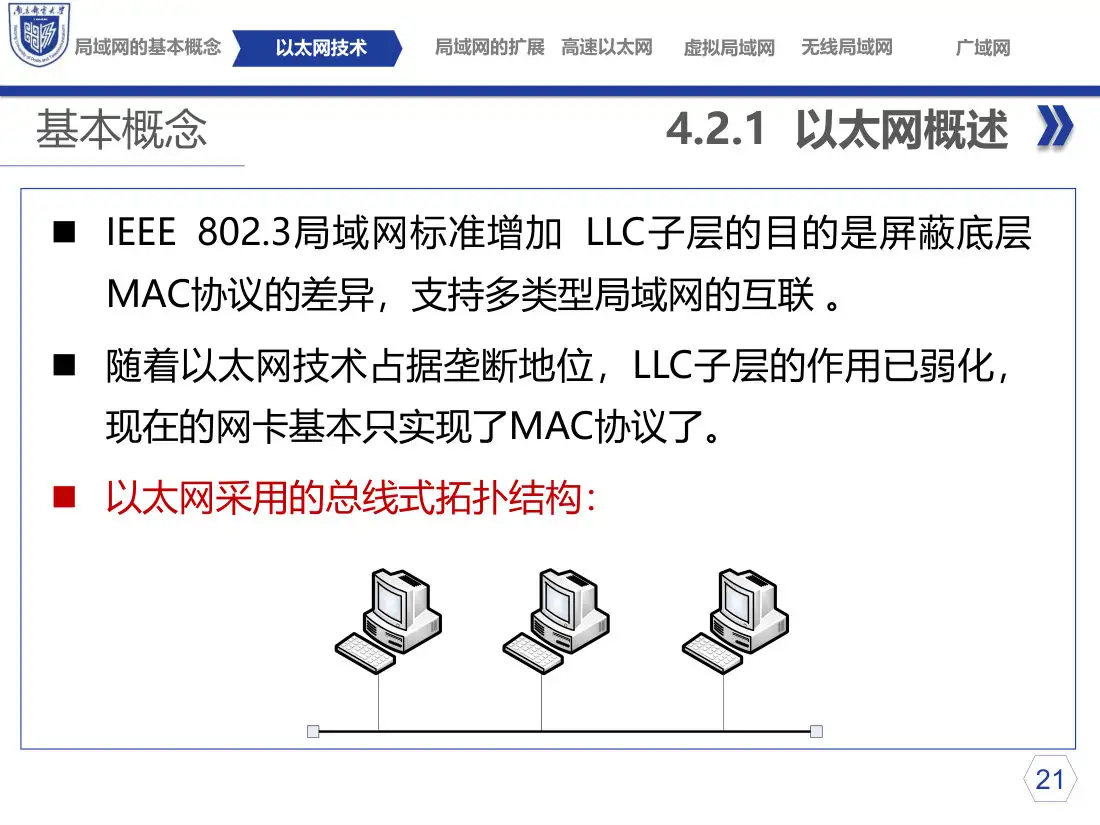 南京邮电大学
局域网的基本概念
以太网技术
局域网的扩展
高速以太网
虚拟局域网
无线局域网
广域网
基本概念
4.2.1 以太网概述
■ IEEE 802.3局域网标准增加 LLC子层的目的是屏蔽底层
MAC协议的差异，支持多类型局域网的互联 。
■ 随着以太网技术占据垄断地位，LLC子层的作用已弱化，
现在的网卡基本只实现了MAC协议了。
■ 以太网采用的总线式拓扑结构：
21